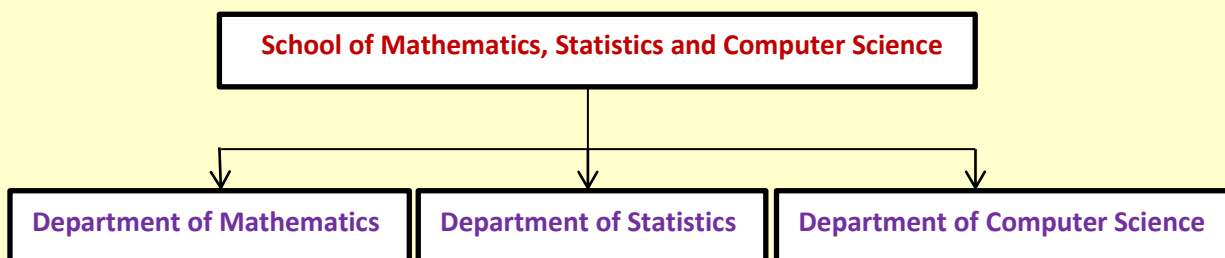 School of Mathematics, Statistics and Computer Science
Department of Mathematics
Department of Statistics
Department of Computer Science